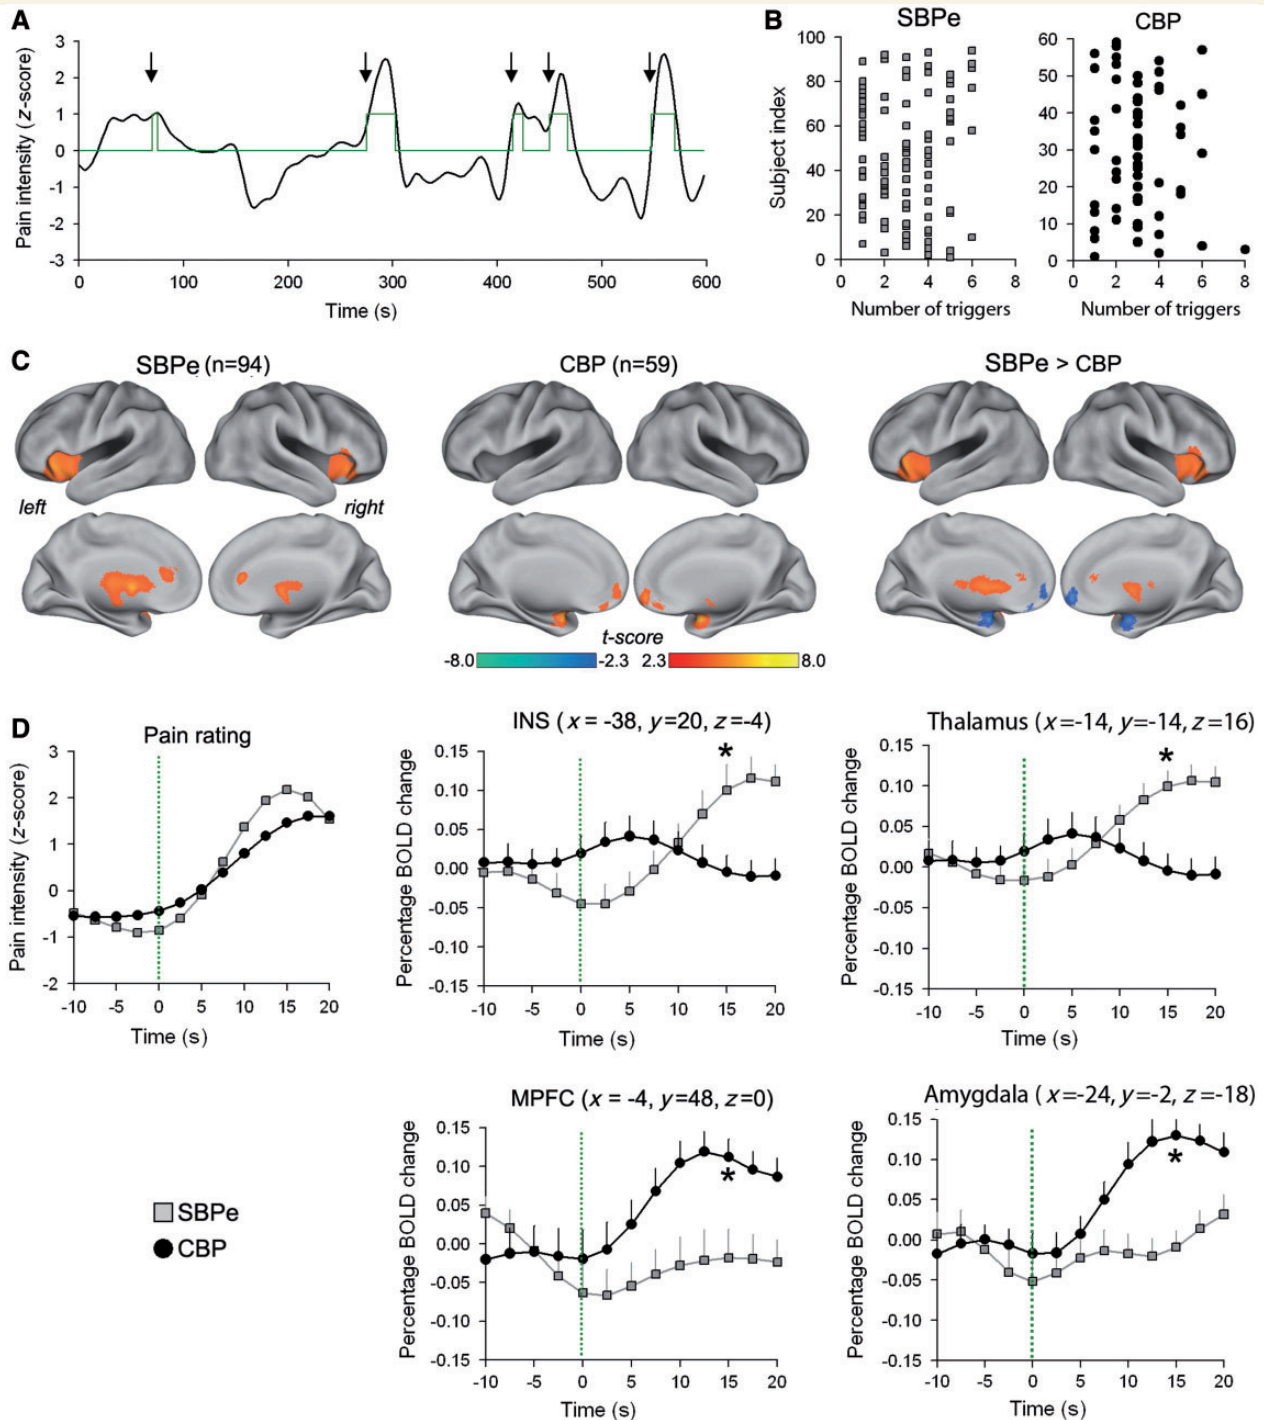 A
3
2
1
0
-1
-2
-3
Pain intensity (z-score)
0 100 200 300 400 500 600
Time (s)
B
SBPe
100
80
60
40
20
0
Subject index
0 2 4 6 8
Number of triggers
CBP
60
50
40
30
20
10
0
0 2 4 6 8
Number of triggers
C
SBPe (n=94)
CBP (n=59)
SBPe > CBP
left
right
t-score
-8.0 -2.3 2.3 8.0
D
Pain rating
3
2
1
0
-1
-2
Pain intensity (z-score)
-10 -5 0 5 10 15 20
Time (s)
INS (x = -38, y=20, z=-4)
0.15
0.10
0.05
0.00
-0.05
-0.10
-0.15
Percentage BOLD change
*
-10 -5 0 5 10 15 20
Time (s)
Thalamus (x=-14, y=-14, z=16)
0.15
0.10
0.05
0.00
-0.05
-0.10
-0.15
Percentage BOLD change
*
-10 -5 0 5 10 15 20
Time (s)
SBPe
CBP
MPFC (x = -4, y=48, z=0)
0.15
0.10
0.05
0.00
-0.05
-0.10
-0.15
Percentage BOLD change
*
-10 -5 0 5 10 15 20
Time (s)
Amygdala ( x=-24, y=-2, z=-18)
0.15
0.10
0.05
0.00
-0.05
-0.10
-0.15
Percentage BOLD change
*
-10 -5 0 5 10 15 20
Time (s)